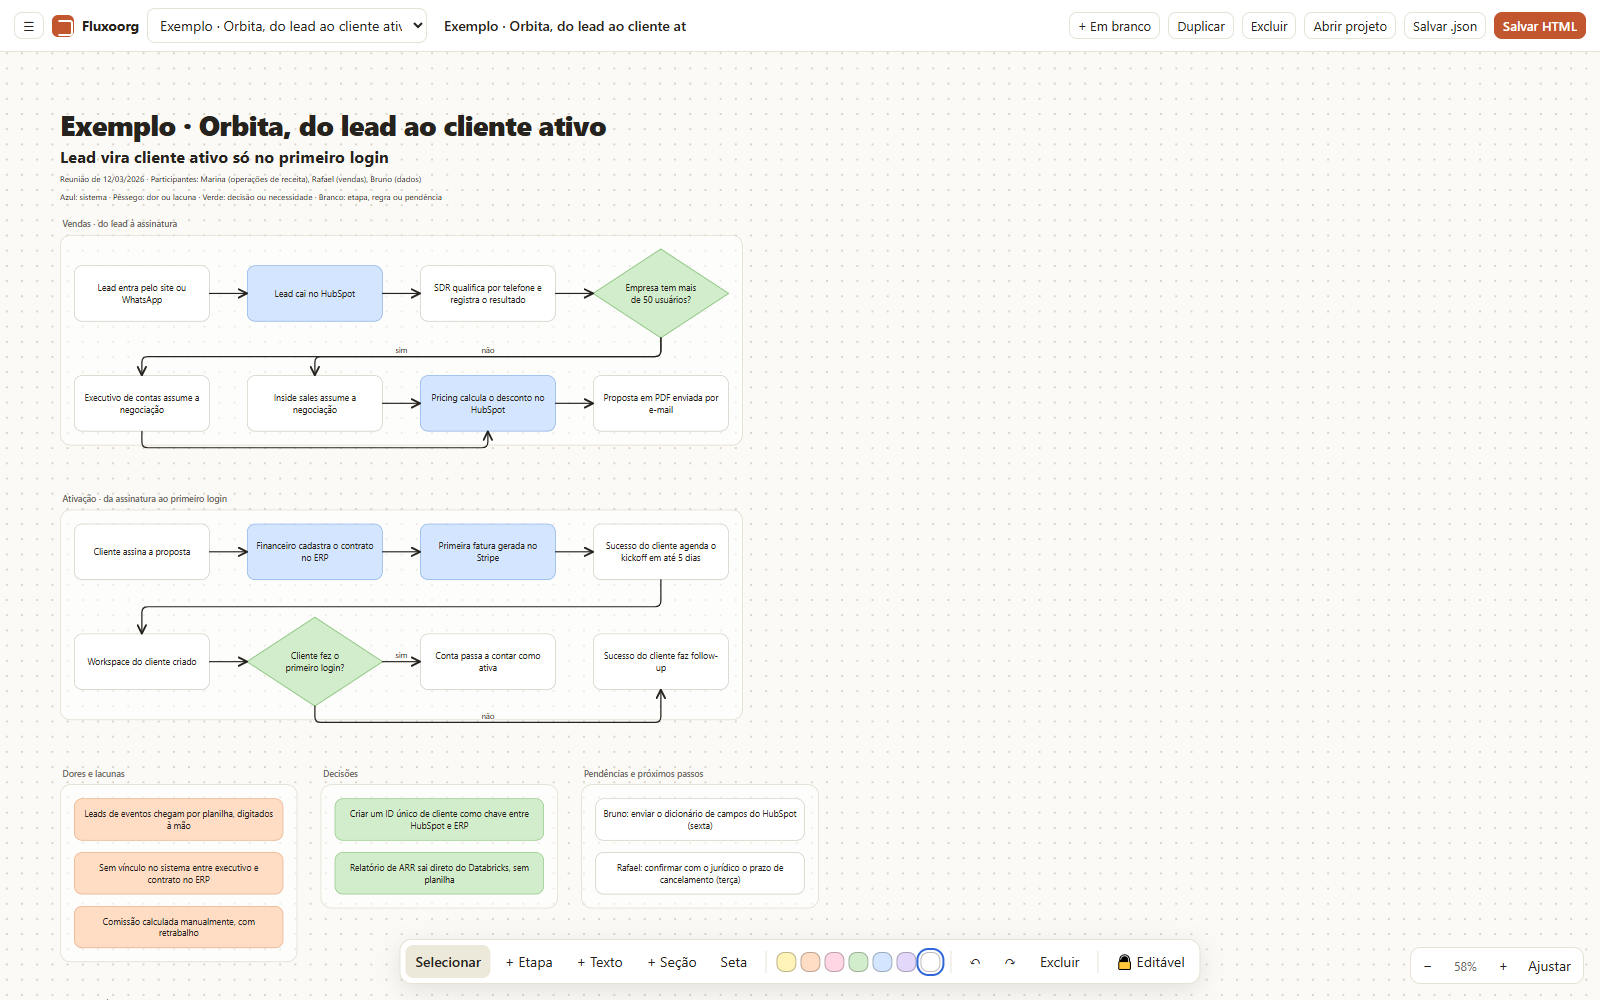 ☰ Fluxoorg Exemplo · Orbita, do lead ao cliente ativ Exemplo · Orbita, do lead ao cliente at + Em branco Duplicar Excluir Abrir projeto Salvar .json Salvar HTML
Exemplo · Orbita, do lead ao cliente ativo
Lead vira cliente ativo só no primeiro login
Reunião de 12/03/2026 · Participantes: Marina (operações de receita), Rafael (vendas), Bruno (dados)
Azul: sistema · Pêssego: dor ou lacuna · Verde: decisão ou necessidade · Branco: etapa, regra ou pendência
Vendas · do lead à assinatura
Lead entra pelo site ou
WhatsApp
Lead cai no HubSpot
SDR qualifica por telefone e
registra o resultado
Empresa tem mais
de 50 usuários?
sim
não
Executivo de contas assume a
negociação
Inside sales assume a
negociação
Pricing calcula o desconto no
HubSpot
Proposta em PDF enviada por
e-mail
Ativação · da assinatura ao primeiro login
Cliente assina a proposta
Financeiro cadastra o contrato
no ERP
Primeira fatura gerada no
Stripe
Sucesso do cliente agenda o
kickoff em até 5 dias
Workspace do cliente criado
Cliente fez o
primeiro login?
sim
Conta passa a contar como
ativa
Sucesso do cliente faz follow-
up
não
Dores e lacunas
Leads de eventos chegam por planilha, digitados
à mão
Sem vínculo no sistema entre executivo e
contrato no ERP
Comissão calculada manualmente, com
retrabalho
Decisões
Criar um ID único de cliente como chave entre
HubSpot e ERP
Relatório de ARR sai direto do Databricks, sem
planilha
Pendências e próximos passos
Bruno: enviar o dicionário de campos do HubSpot
(sexta)
Rafael: confirmar com o jurídico o prazo de
cancelamento (terça)
Selecionar + Etapa + Texto + Seção Seta Excluir Editável
− 58% + Ajustar